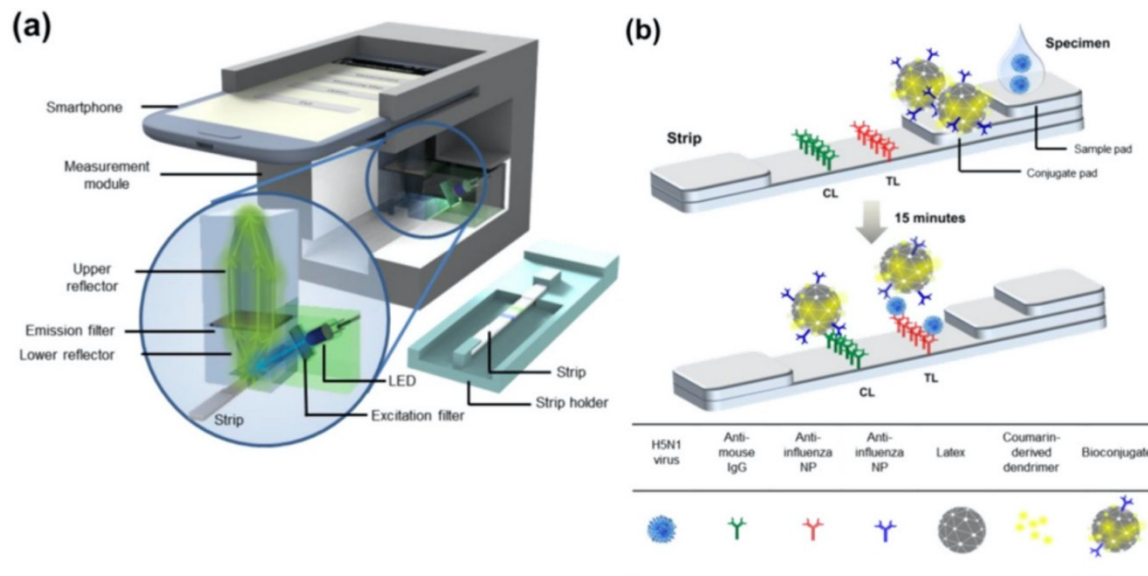 (a)
Smartphone
Measurement
module
Upper
reflector
Emission filter
Lower reflector
Strip
LED
Excitation filter
Strip
Strip holder
(b)
Specimen
Strip
Sample pad
Conjugate pad
CL
TL
15 minutes
CL
TL
H5N1
virus
Anti-
mouse
IgG
Anti-
influenza
NP
Anti-
influenza
NP
Latex
Coumarin-
derived
dendrimer
Bioconjugate